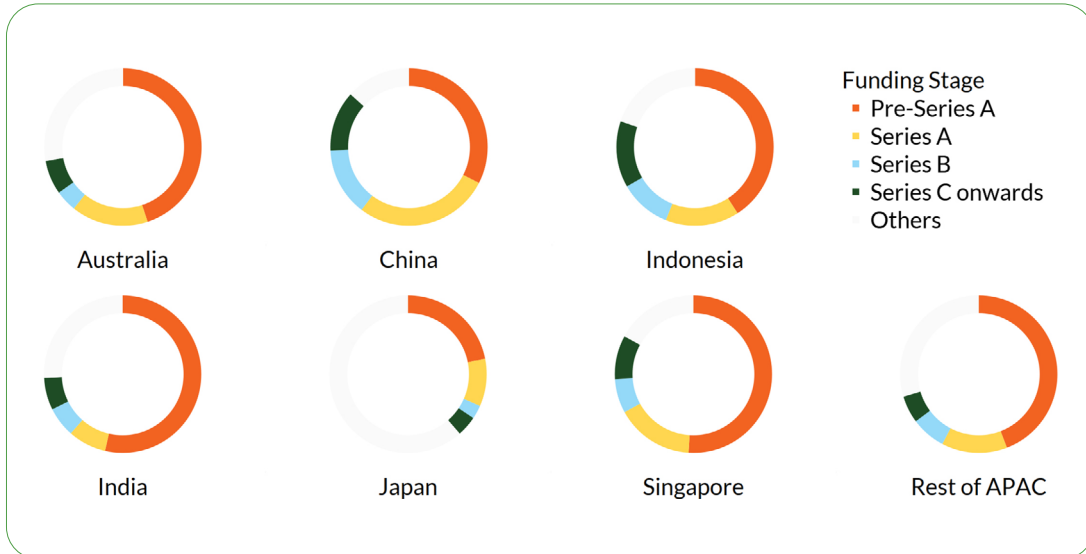 Funding Stage
Pre-Series A
Series A
Series B
Series C onwards
Others
Australia
China
Indonesia
India
Japan
Singapore
Rest of APAC